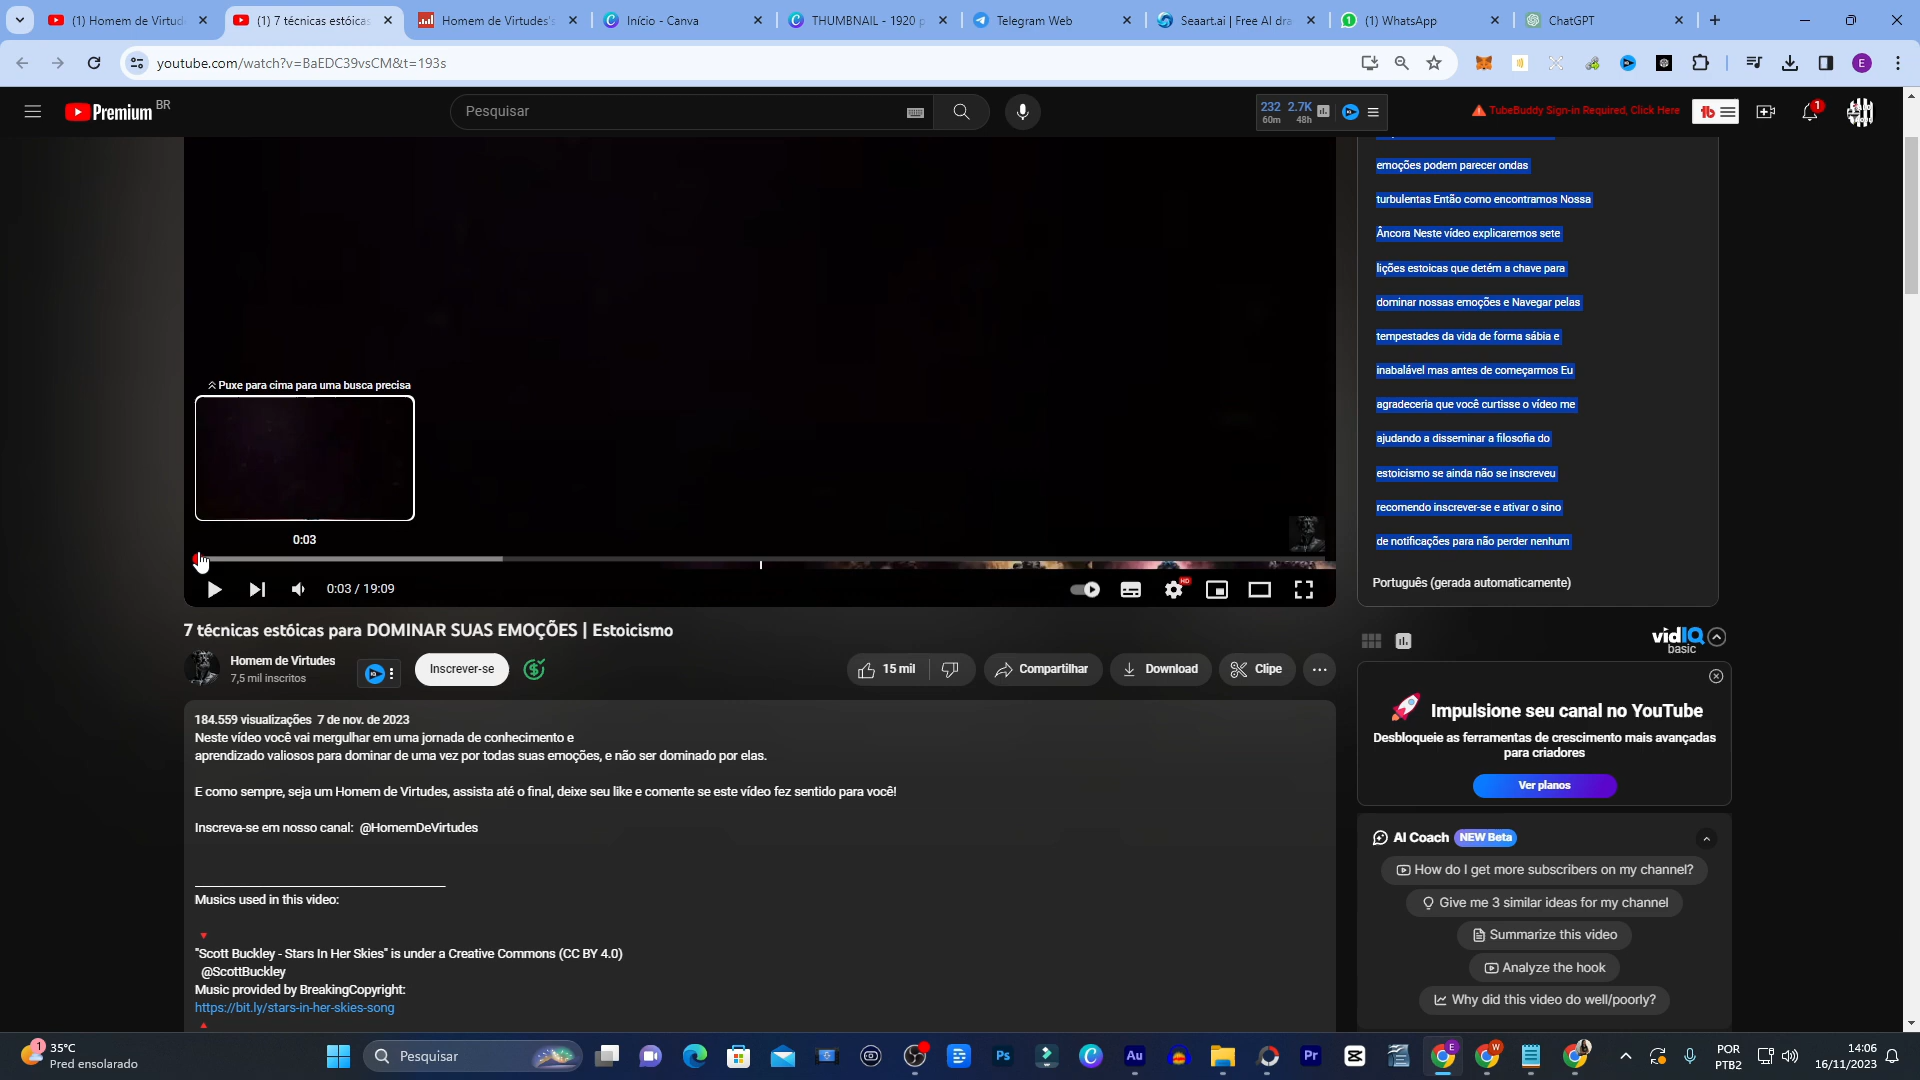 (1) Homem de Virtud
(1) 7 técnicas estóicas
Homem de Virtudes's
Início - Canva
THUMBNAIL - 1920 p
Telegram Web
Seaart.ai | Free AI dra
(1) WhatsApp
ChatGPT
youtube.com/watch?v=BaEDC39vsCM&t=193s
E
Premium BR
Pesquisar
232 2.7K
60m 48h
TubeBuddy Sign-in Required, Click Here
1
emoções podem parecer ondas
turbulentas Então como encontramos Nossa
Âncora Neste vídeo explicaremos sete
lições estoicas que detém a chave para
dominar nossas emoções e Navegar pelas
tempestades da vida de forma sábia e
inabalável mas antes de começarmos Eu
agradeceria que você curtisse o vídeo me
ajudando a disseminar a filosofia do
estoicismo se ainda não se inscreveu
recomendo inscrever-se e ativar o sino
de notificações para não perder nenhum
Português (gerada automaticamente)
Puxe para cima para uma busca precisa
0:03
0:03 / 19:09
HD
7 técnicas estóicas para DOMINAR SUAS EMOÇÕES | Estoicismo
Homem de Virtudes
7,5 mil inscritos
Inscrever-se
15 mil
Compartilhar
Download
Clipe
184.559 visualizações 7 de nov. de 2023
Neste vídeo você vai mergulhar em uma jornada de conhecimento e
aprendizado valiosos para dominar de uma vez por todas suas emoções, e não ser dominado por elas.
E como sempre, seja um Homem de Virtudes, assista até o final, deixe seu like e comente se este vídeo fez sentido para você!
Inscreva-se em nosso canal: @HomemDeVirtudes
Musics used in this video:
"Scott Buckley - Stars In Her Skies" is under a Creative Commons (CC BY 4.0)
@ScottBuckley
Music provided by BreakingCopyright:
https://bit.ly/stars-in-her-skies-song
vidIQ
basic
Impulsione seu canal no YouTube
Desbloqueie as ferramentas de crescimento mais avançadas
para criadores
Ver planos
AI Coach NEW Beta
How do I get more subscribers on my channel?
Give me 3 similar ideas for my channel
Summarize this video
Analyze the hook
Why did this video do well/poorly?
1
35°C
Pred ensolarado
Pesquisar
Ps
Au
Pr
E
W
POR
PTB2
14:06
16/11/2023